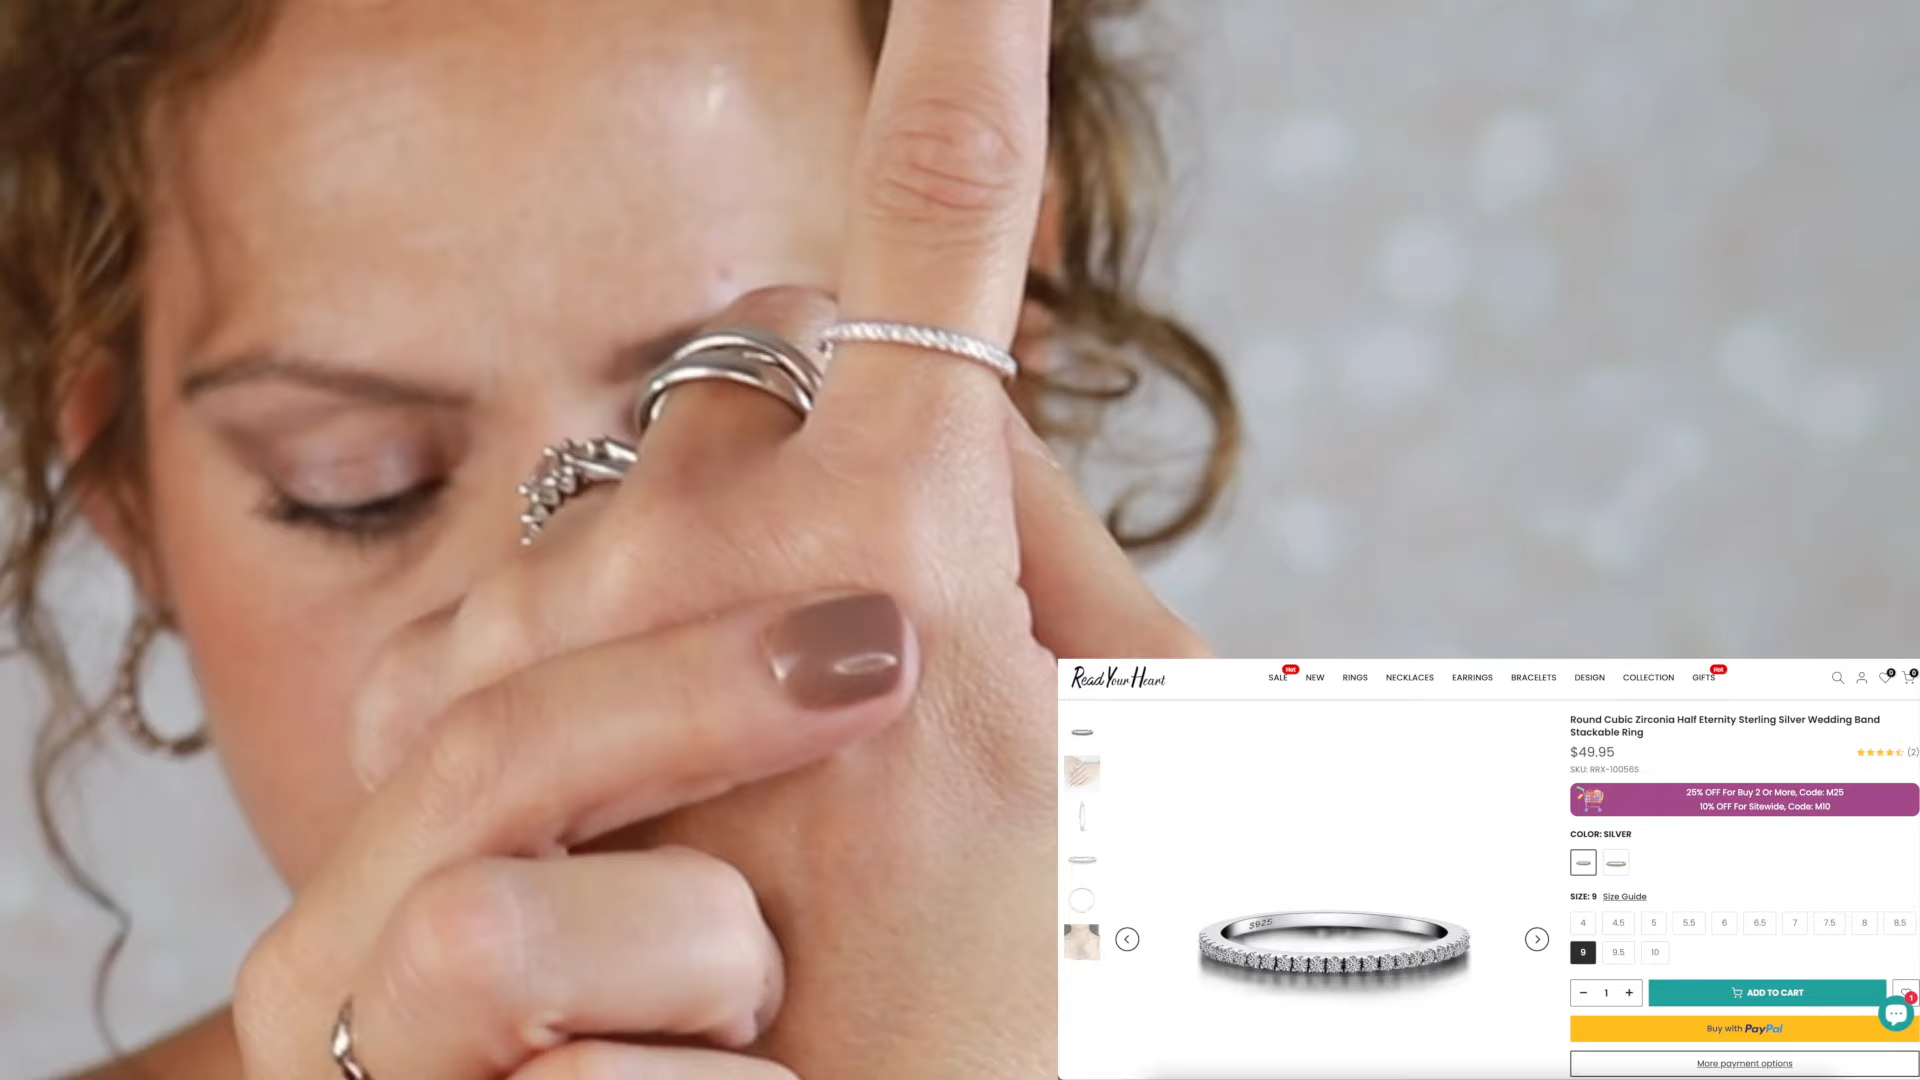 Read Your Heart
SALE Hot NEW RINGS NECKLACES EARRINGS BRACELETS DESIGN COLLECTION GIFTS Hot
0 0
Round Cubic Zirconia Half Eternity Sterling Silver Wedding Band
Stackable Ring
$49.95
(2)
SKU: RRX-10056S
25% OFF For Buy 2 Or More, Code: M25
10% OFF For Sitewide, Code: M10
COLOR: SILVER
SIZE: 9 Size Guide
4 4.5 5 5.5 6 6.5 7 7.5 8 8.5
9 9.5 10
S925
− 1 + ADD TO CART
1
Buy with PayPal
More payment options